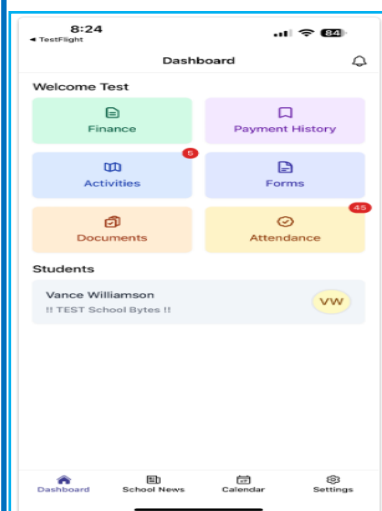 8:24
84
◀ TestFlight
Dashboard
Welcome Test
Finance
Payment History
5
Activities
Forms
45
Documents
Attendance
Students
Vance Williamson
!! TEST School Bytes !!
VW
Dashboard
School News
Calendar
Settings